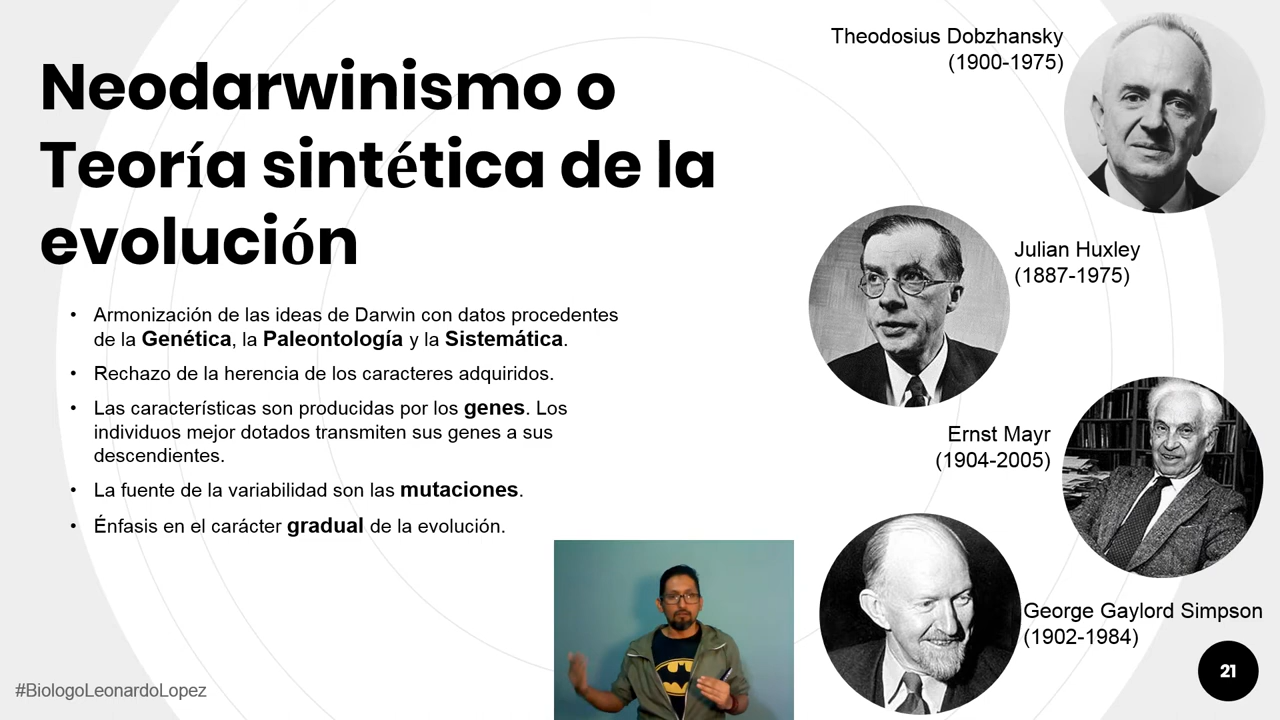 Neodarwinismo o
Teoría sintética de la
evolución
• Armonización de las ideas de Darwin con datos procedentes
de la Genética, la Paleontología y la Sistemática.
• Rechazo de la herencia de los caracteres adquiridos.
• Las características son producidas por los genes. Los
individuos mejor dotados transmiten sus genes a sus
descendientes.
• La fuente de la variabilidad son las mutaciones.
• Énfasis en el carácter gradual de la evolución.
Theodosius Dobzhansky
(1900-1975)
Julian Huxley
(1887-1975)
Ernst Mayr
(1904-2005)
George Gaylord Simpson
(1902-1984)
21
#BiologoLeonardoLopez